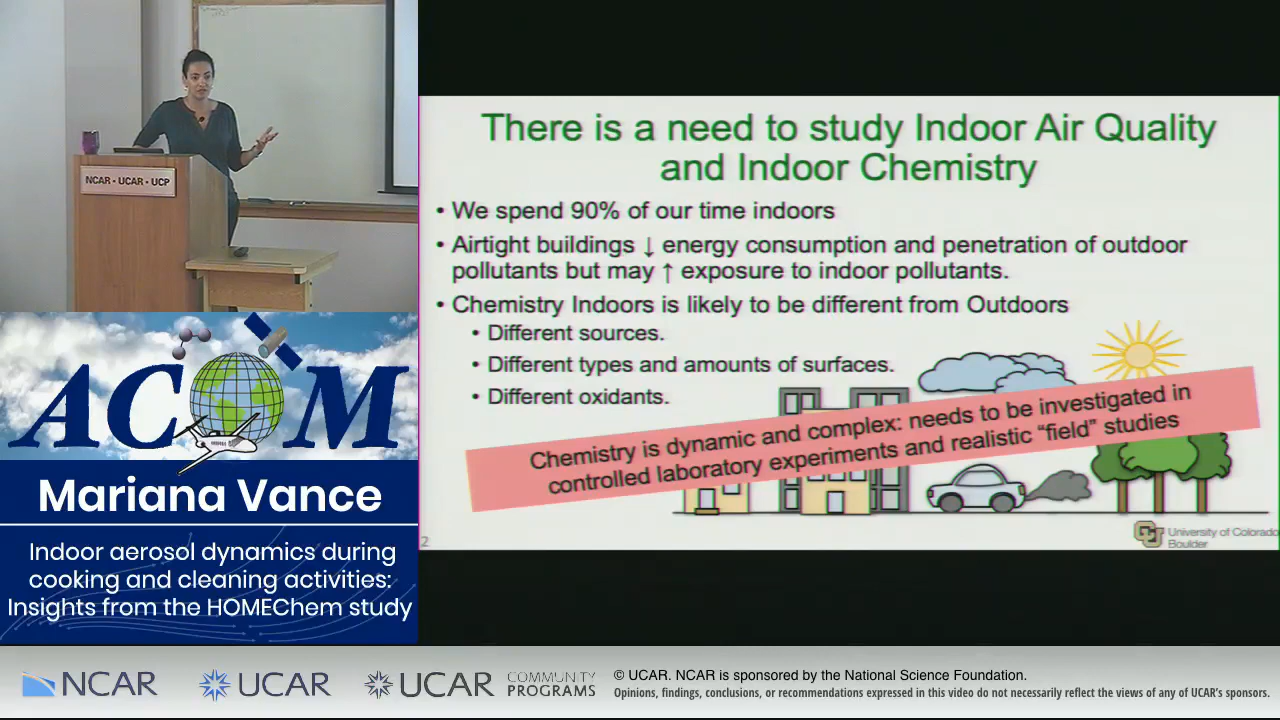 NCAR • UCAR • UCP
ACOM
Mariana Vance
Indoor aerosol dynamics during
cooking and cleaning activities:
Insights from the HOMEChem study
There is a need to study Indoor Air Quality
and Indoor Chemistry
• We spend 90% of our time indoors
• Airtight buildings ↓ energy consumption and penetration of outdoor
pollutants but may ↑ exposure to indoor pollutants.
• Chemistry Indoors is likely to be different from Outdoors
• Different sources.
• Different types and amounts of surfaces.
• Different oxidants.
Chemistry is dynamic and complex: needs to be investigated in
controlled laboratory experiments and realistic “field” studies
2
University of Colorado
Boulder
NCAR
UCAR
UCAR
COMMUNITY
PROGRAMS
© UCAR. NCAR is sponsored by the National Science Foundation.
Opinions, findings, conclusions, or recommendations expressed in this video do not necessarily reflect the views of any of UCAR's sponsors.